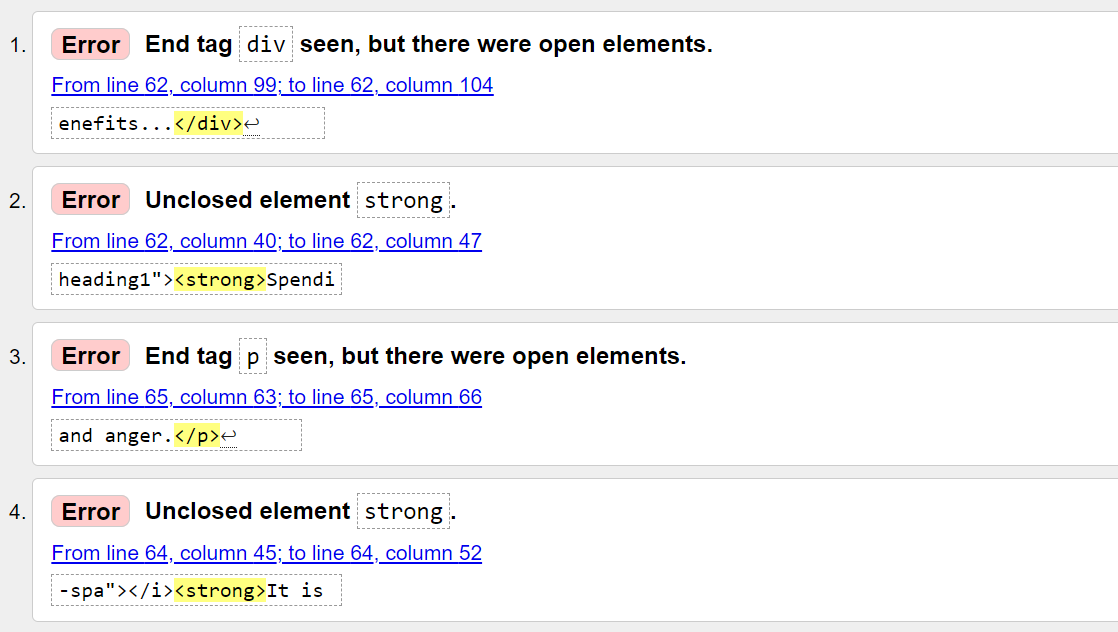 1. Error End tag div seen, but there were open elements.
From line 62, column 99; to line 62, column 104
enefits...</div>↩
2. Error Unclosed element strong.
From line 62, column 40; to line 62, column 47
heading1"><strong>Spendi
3. Error End tag p seen, but there were open elements.
From line 65, column 63; to line 65, column 66
and anger.</p>↩
4. Error Unclosed element strong.
From line 64, column 45; to line 64, column 52
-spa"></i><strong>It is